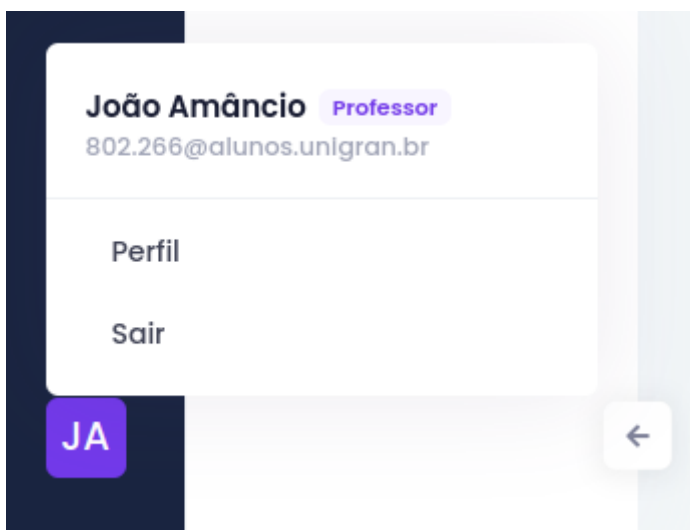 João Amâncio Professor
802.266@alunos.unigran.br
Perfil
Sair
JA